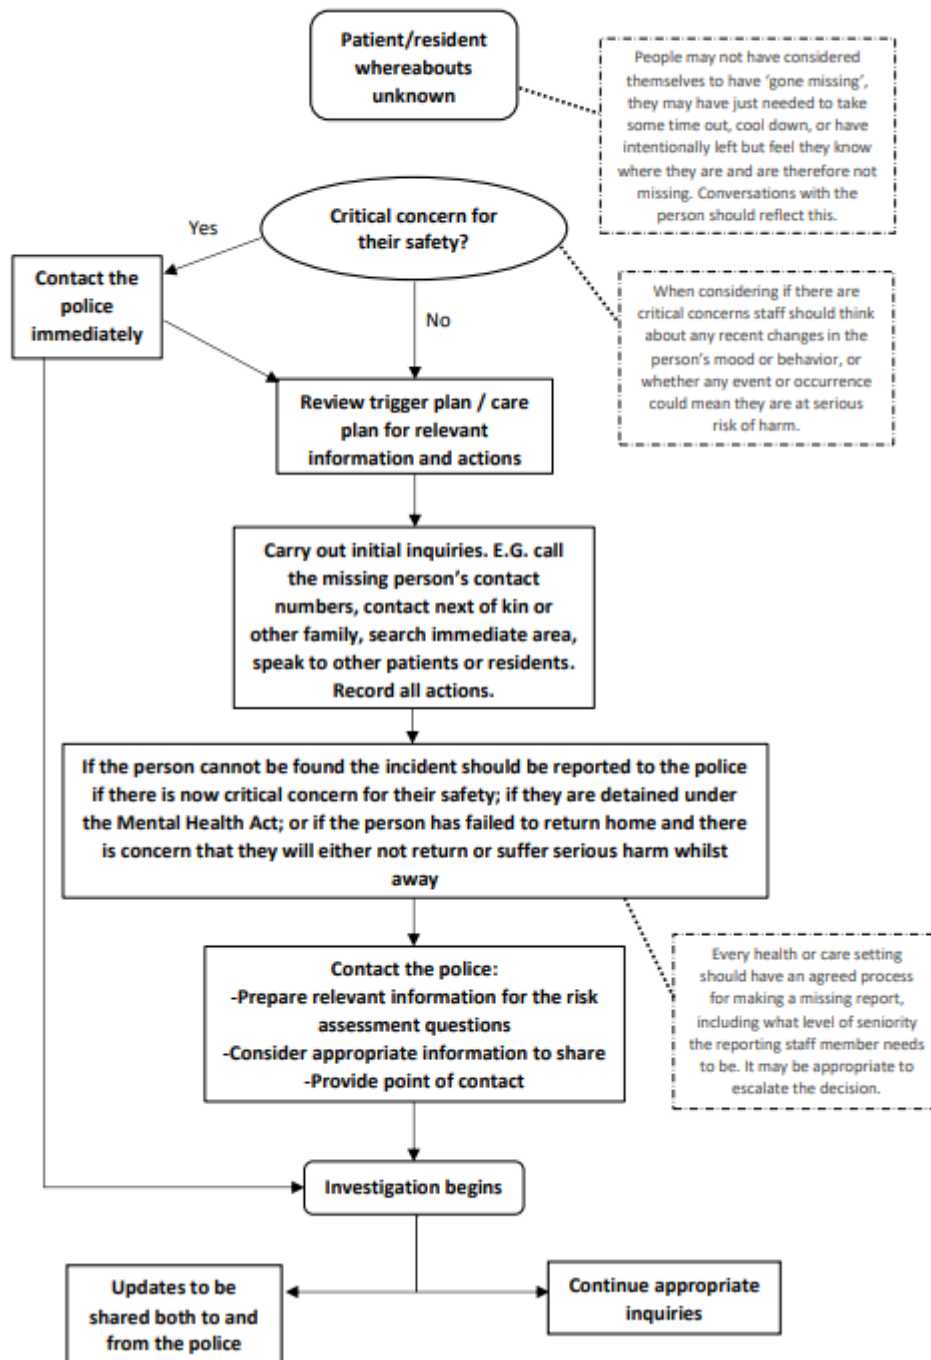 Patient/resident
whereabouts
unknown
People may not have considered
themselves to have ‘gone missing’,
they may have just needed to take
some time out, cool down, or have
intentionally left but feel they know
where they are and are therefore not
missing. Conversations with the
person should reflect this.
Critical concern for
their safety?
Yes
Contact the
police
immediately
No
When considering if there are
critical concerns staff should think
about any recent changes in the
person’s mood or behavior, or
whether any event or occurrence
could mean they are at serious
risk of harm.
Review trigger plan / care
plan for relevant
information and actions
Carry out initial inquiries. E.G. call
the missing person’s contact
numbers, contact next of kin or
other family, search immediate area,
speak to other patients or residents.
Record all actions.
If the person cannot be found the incident should be reported to the police
if there is now critical concern for their safety; if they are detained under
the Mental Health Act; or if the person has failed to return home and there
is concern that they will either not return or suffer serious harm whilst
away
Every health or care setting
should have an agreed process
for making a missing report,
including what level of seniority
the reporting staff member needs
to be. It may be appropriate to
escalate the decision.
Contact the police:
-Prepare relevant information for the risk
assessment questions
-Consider appropriate information to share
-Provide point of contact
Investigation begins
Updates to be
shared both to and
from the police
Continue appropriate
inquiries